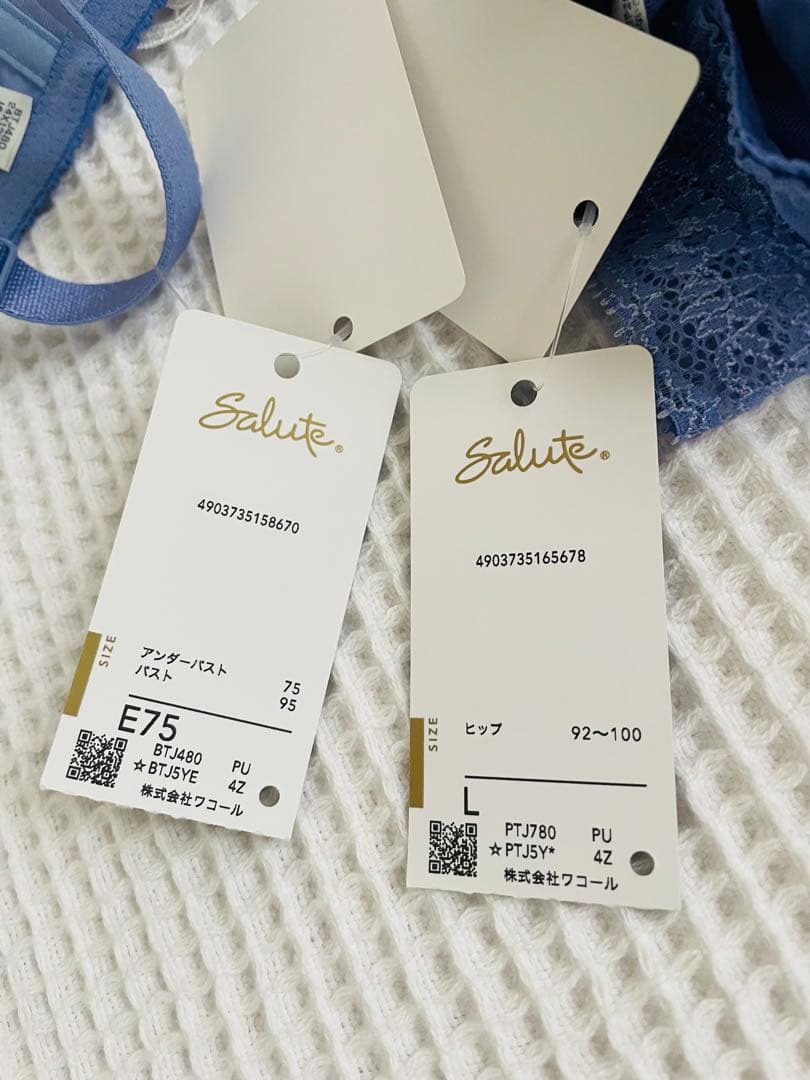 BTJ480
Salute®
4903735158670
SIZE
アンダーバスト 75
バスト 95
E75
BTJ480 PU
☆BTJ5YE 4Z
株式会社ワコール
Salute®
4903735165678
SIZE
ヒップ 92〜100
L
PTJ780 PU
☆PTJ5Y* 4Z
株式会社ワコール